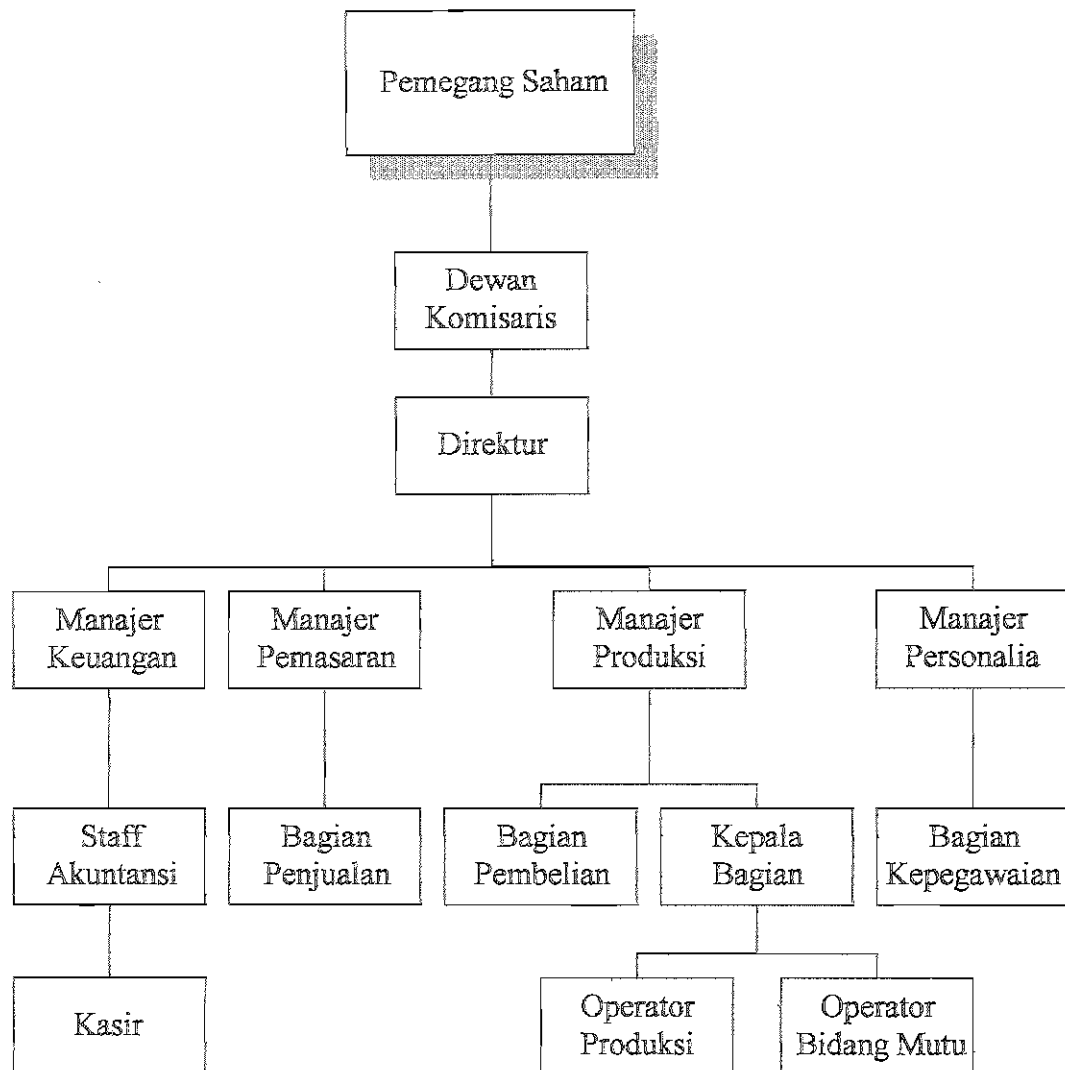 Pemegang Saham
Dewan
Komisaris
Direktur
Manajer
Keuangan
Manajer
Pemasaran
Manajer
Produksi
Manajer
Personalia
Staff
Akuntansi
Bagian
Penjualan
Bagian
Pembelian
Kepala
Bagian
Bagian
Kepegawaian
Kasir
Operator
Produksi
Operator
Bidang Mutu